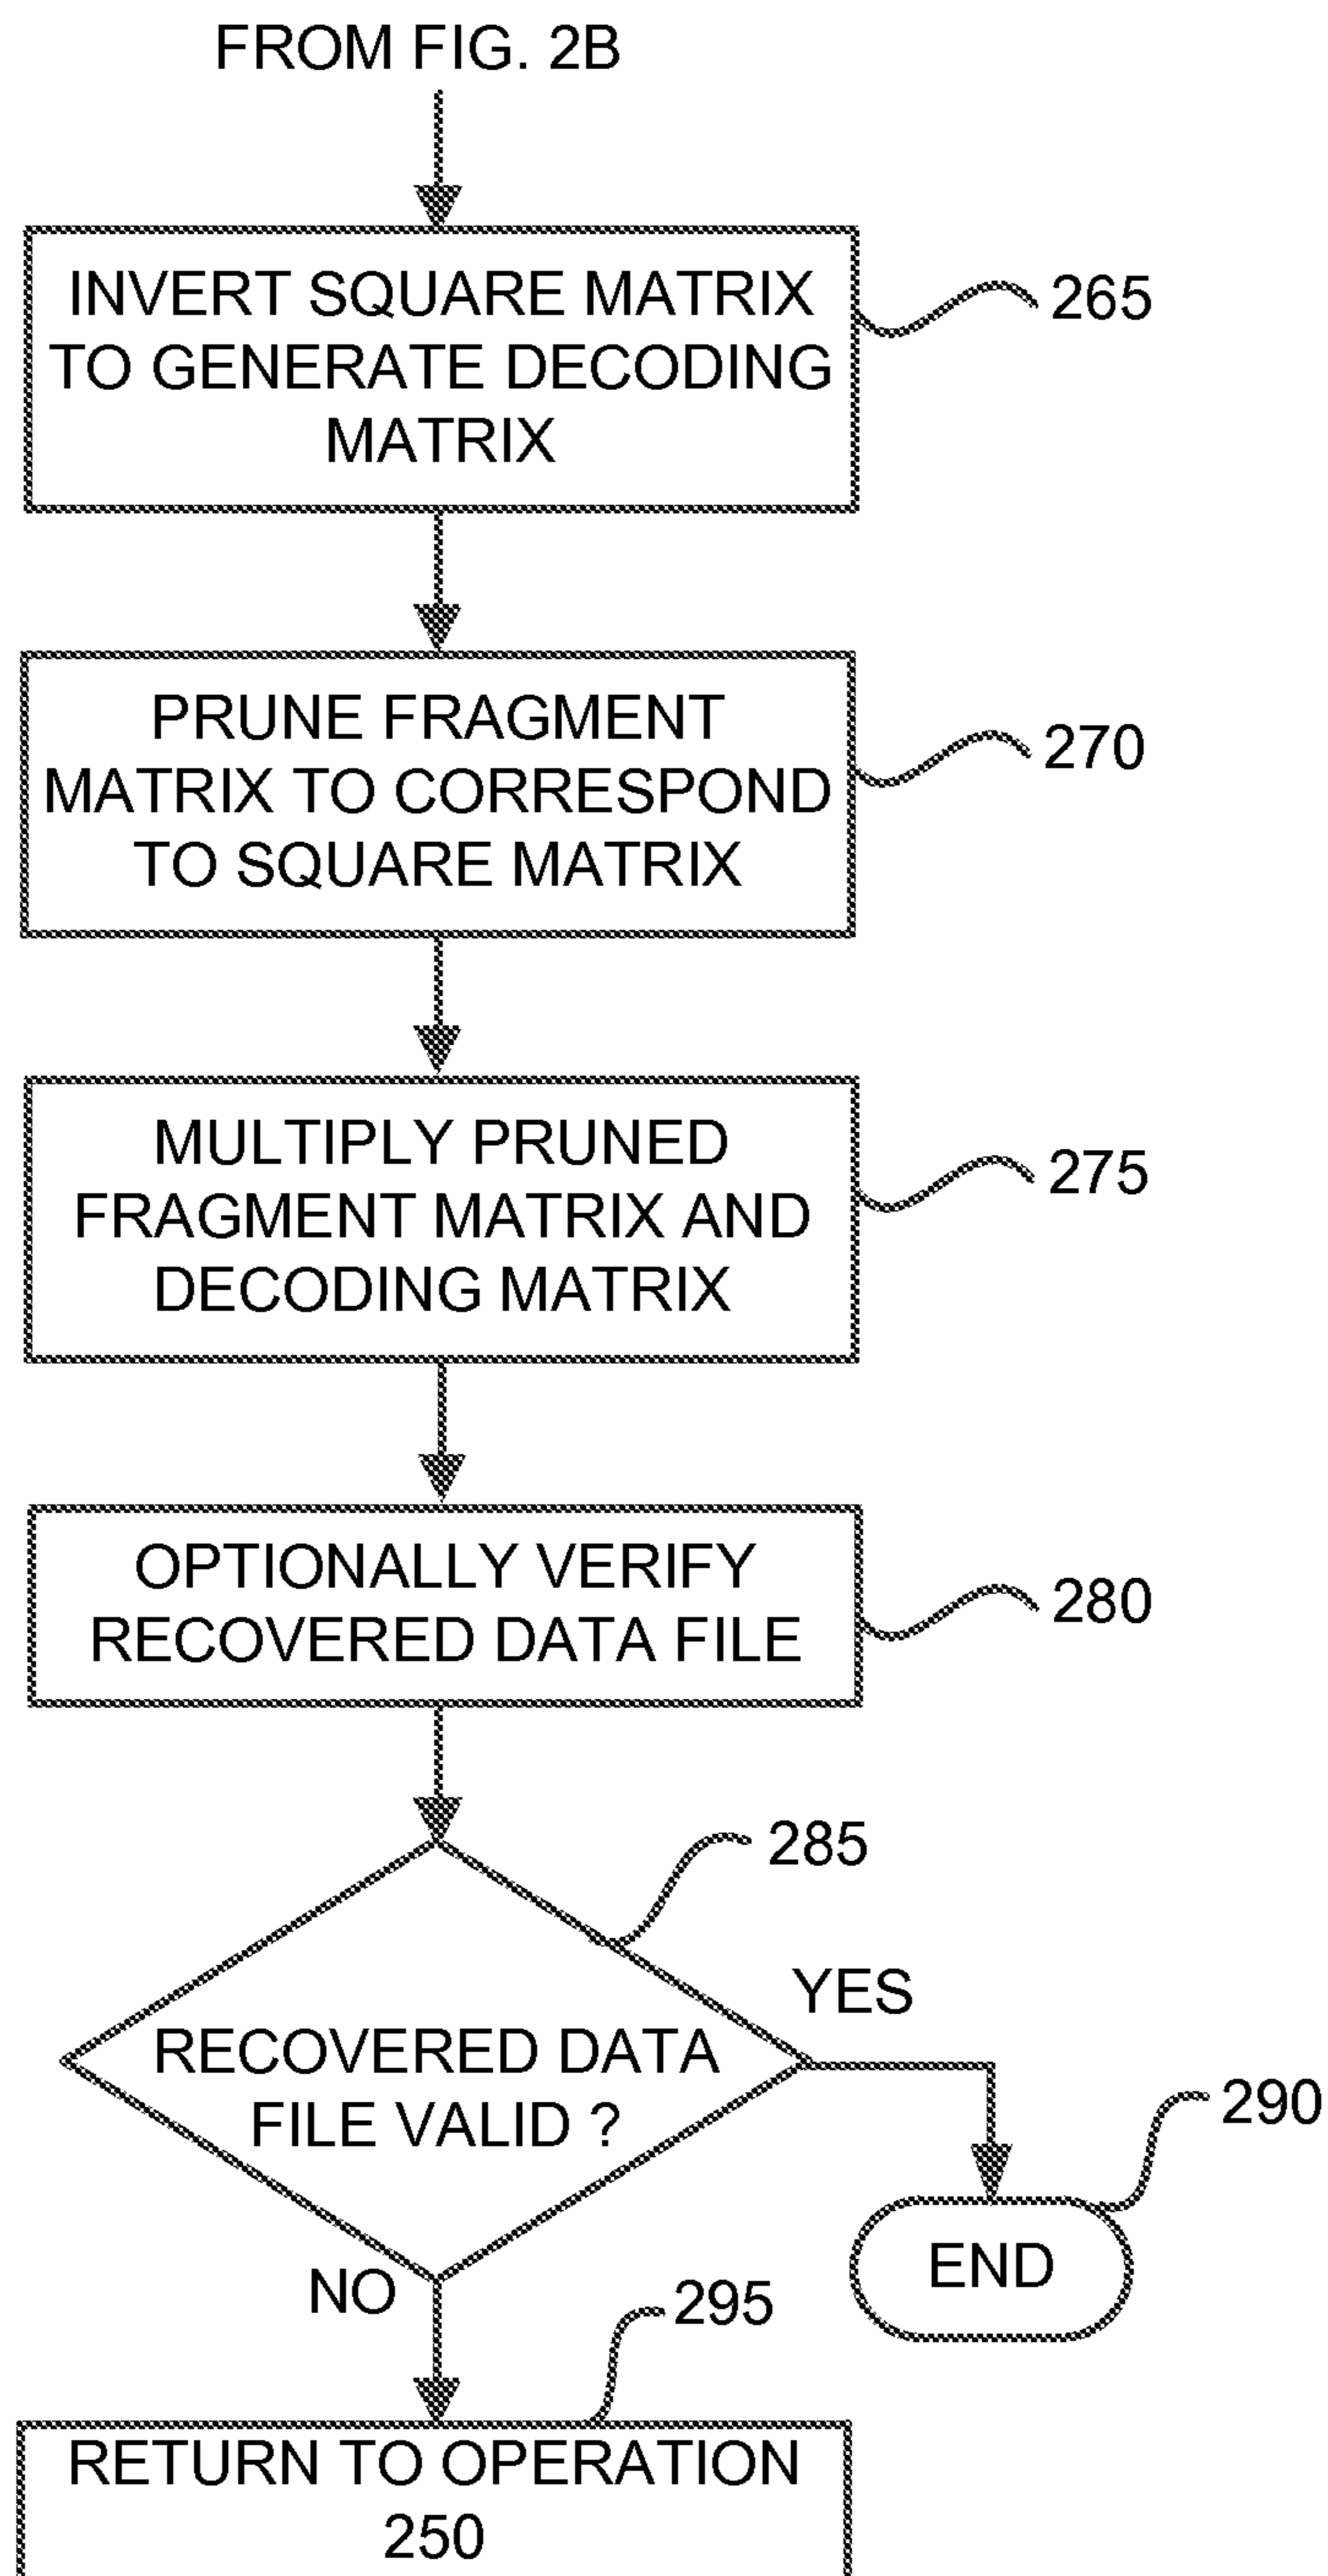 FROM FIG. 2B
INVERT SQUARE MATRIX
TO GENERATE DECODING
MATRIX
265
PRUNE FRAGMENT
MATRIX TO CORRESPOND
TO SQUARE MATRIX
270
MULTIPLY PRUNED
FRAGMENT MATRIX AND
DECODING MATRIX
275
OPTIONALLY VERIFY
RECOVERED DATA FILE
280
285
RECOVERED DATA
FILE VALID ?
YES
290
END
NO
295
RETURN TO OPERATION
250